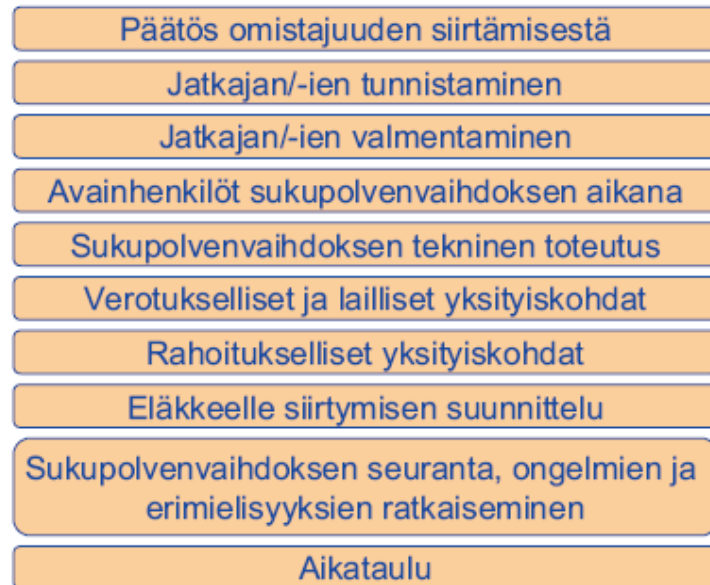 Päätös omistajuuden siirtämisestä
Jatkajan/-ien tunnistaminen
Jatkajan/-ien valmentaminen
Avainhenkilöt sukupolvenvaihdoksen aikana
Sukupolvenvaihdoksen tekninen toteutus
Verotukselliset ja lailliset yksityiskohdat
Rahoitukselliset yksityiskohdat
Eläkkeelle siirtymisen suunnittelu
Sukupolvenvaihdoksen seuranta, ongelmien ja
erimielisyyksien ratkaiseminen
Aikataulu